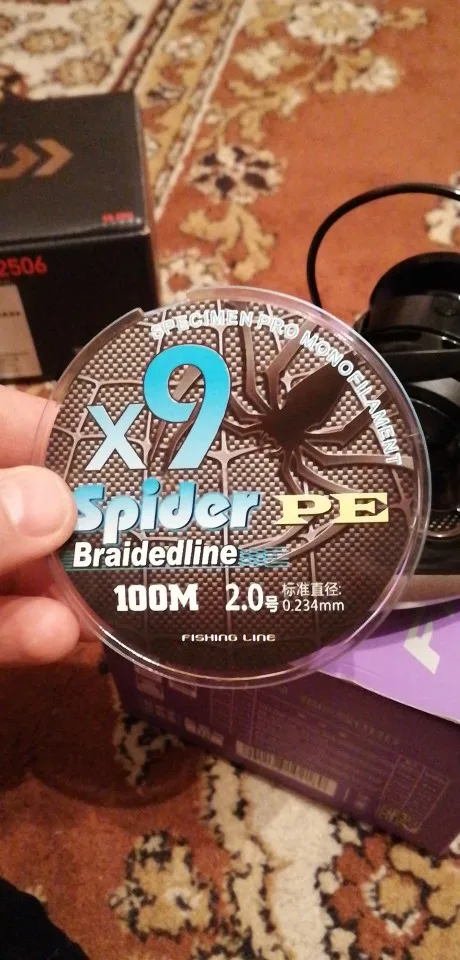 2506
SPECIMEN PRO MONOFILAMENT
x9
Spider PE
Braidedline
100M 2.0号 标准直径:
0.234mm
FISHING LINE